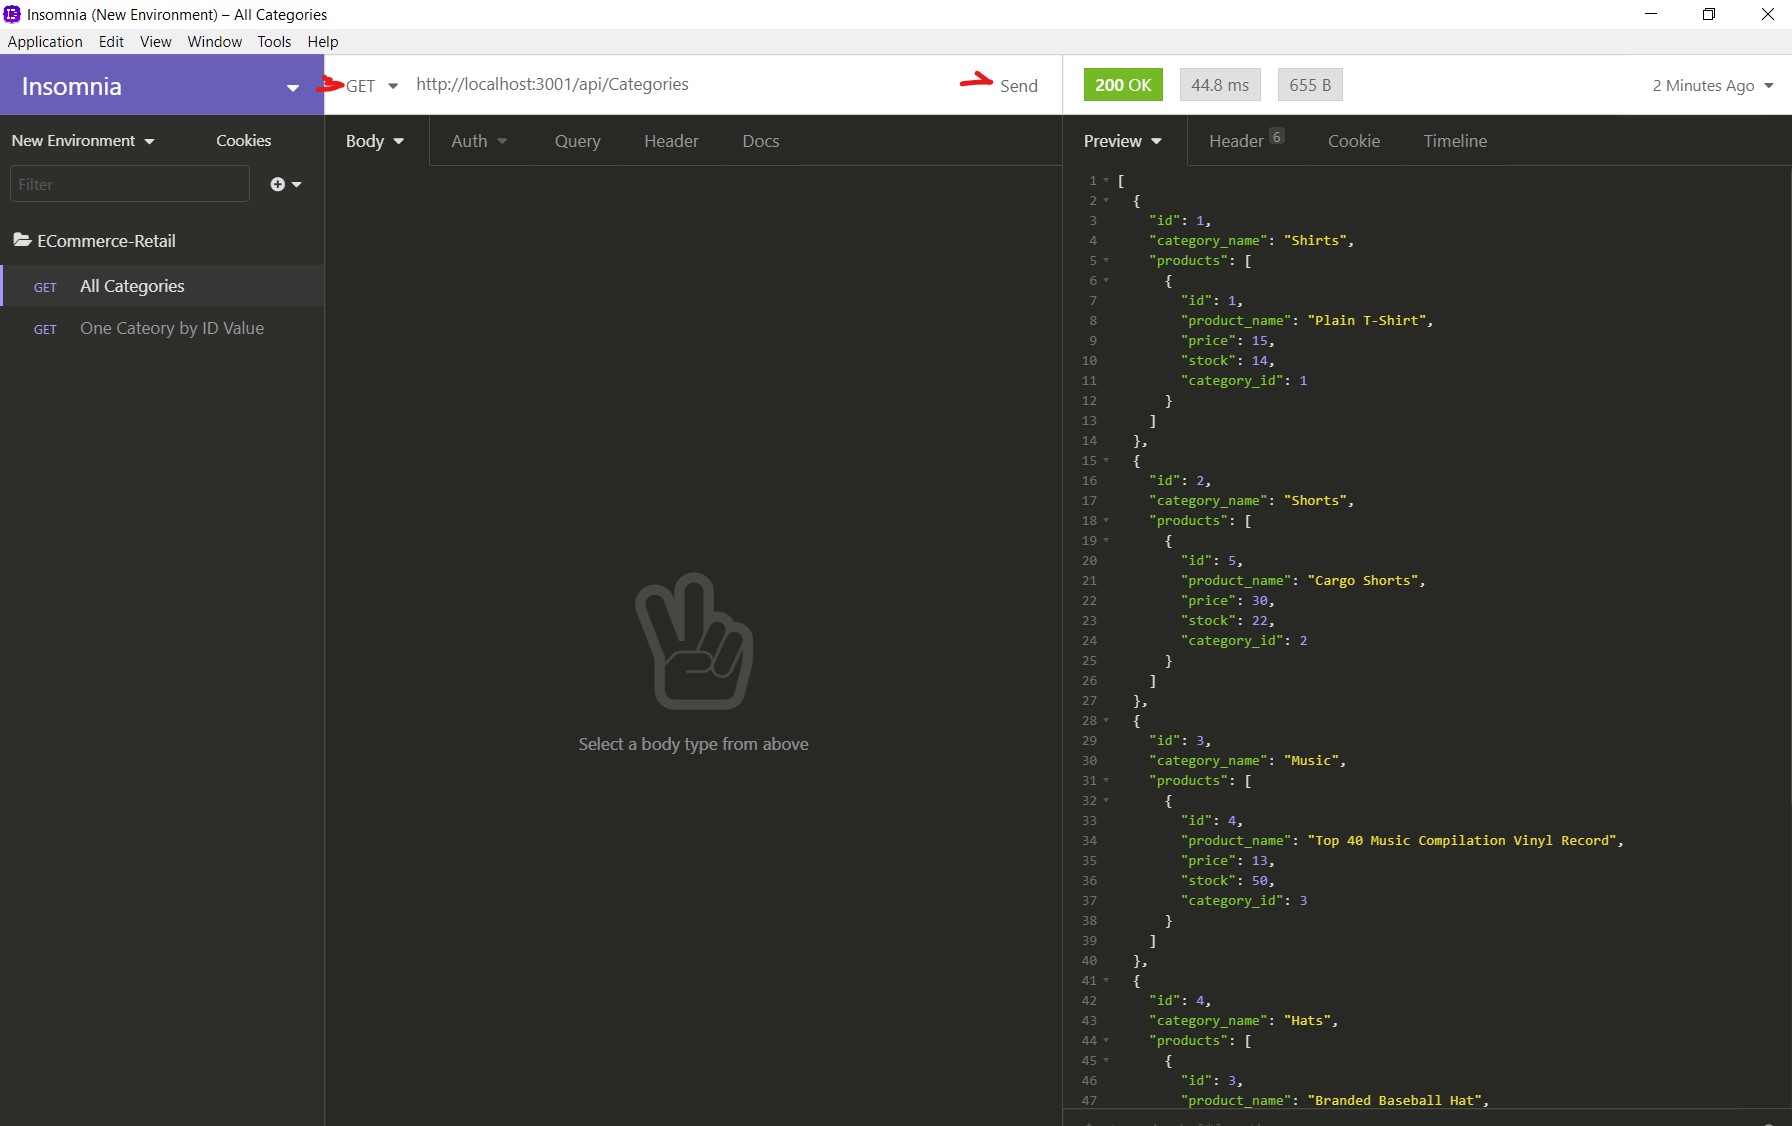 Insomnia (New Environment) – All Categories
Application Edit View Window Tools Help
Insomnia
GET http://localhost:3001/api/Categories Send
200 OK 44.8 ms 655 B 2 Minutes Ago
New Environment Cookies
Filter
ECommerce-Retail
GET All Categories
GET One Cateory by ID Value
Body Auth Query Header Docs
Select a body type from above
Preview Header 6 Cookie Timeline
1 [
2 {
3 "id": 1,
4 "category_name": "Shirts",
5 "products": [
6 {
7 "id": 1,
8 "product_name": "Plain T-Shirt",
9 "price": 15,
10 "stock": 14,
11 "category_id": 1
12 }
13 ]
14 },
15 {
16 "id": 2,
17 "category_name": "Shorts",
18 "products": [
19 {
20 "id": 5,
21 "product_name": "Cargo Shorts",
22 "price": 30,
23 "stock": 22,
24 "category_id": 2
25 }
26 ]
27 },
28 {
29 "id": 3,
30 "category_name": "Music",
31 "products": [
32 {
33 "id": 4,
34 "product_name": "Top 40 Music Compilation Vinyl Record",
35 "price": 13,
36 "stock": 50,
37 "category_id": 3
38 }
39 ]
40 },
41 {
42 "id": 4,
43 "category_name": "Hats",
44 "products": [
45 {
46 "id": 3,
47 "product_name": "Branded Baseball Hat",